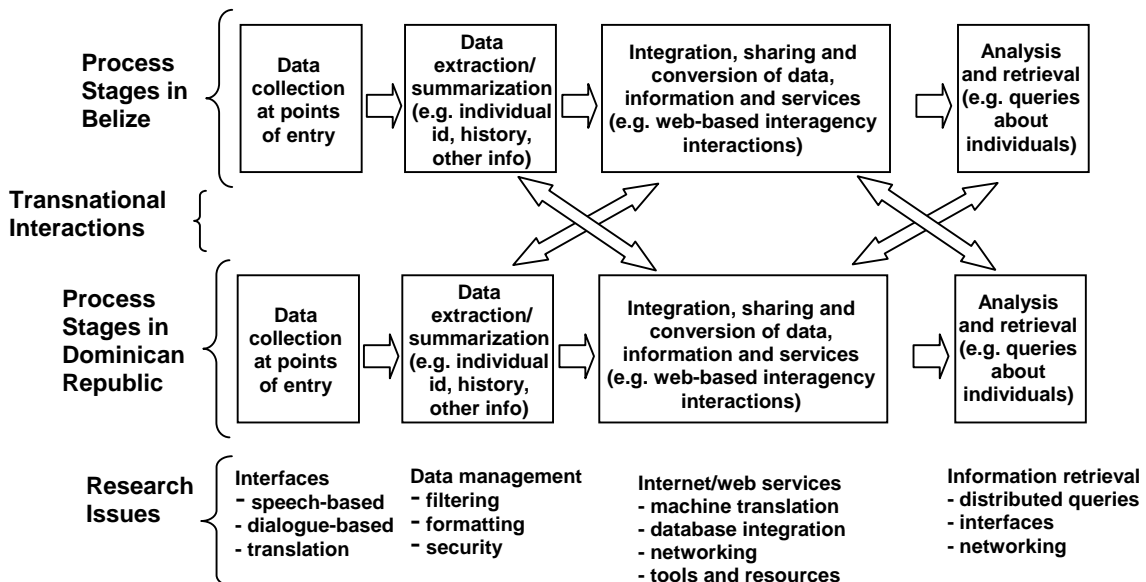 Process
Stages in
Belize
Data
collection
at points
of entry
Data
extraction/
summarization
(e.g. individual
id, history,
other info)
Integration, sharing and
conversion of data,
information and services
(e.g. web-based interagency
interactions)
Analysis
and retrieval
(e.g. queries
about
individuals)
Transnational
Interactions
Process
Stages in
Dominican
Republic
Data
collection
at points
of entry
Data
extraction/
summarization
(e.g. individual
id, history,
other info)
Integration, sharing and
conversion of data,
information and services
(e.g. web-based interagency
interactions)
Analysis
and retrieval
(e.g. queries
about
individuals)
Research
Issues
Interfaces
- speech-based
- dialogue-based
- translation
Data management
- filtering
- formatting
- security
Internet/web services
- machine translation
- database integration
- networking
- tools and resources
Information retrieval
- distributed queries
- interfaces
- networking